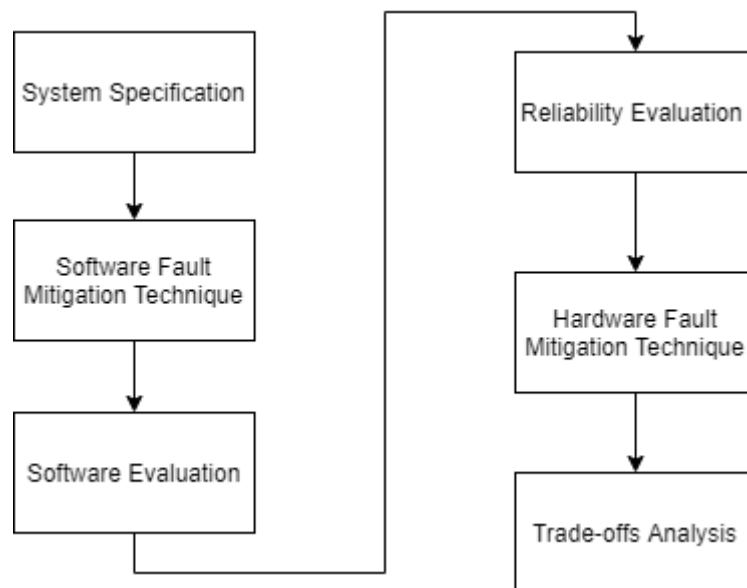 System Specification
Software Fault
Mitigation Technique
Software Evaluation
Reliability Evaluation
Hardware Fault
Mitigation Technique
Trade-offs Analysis